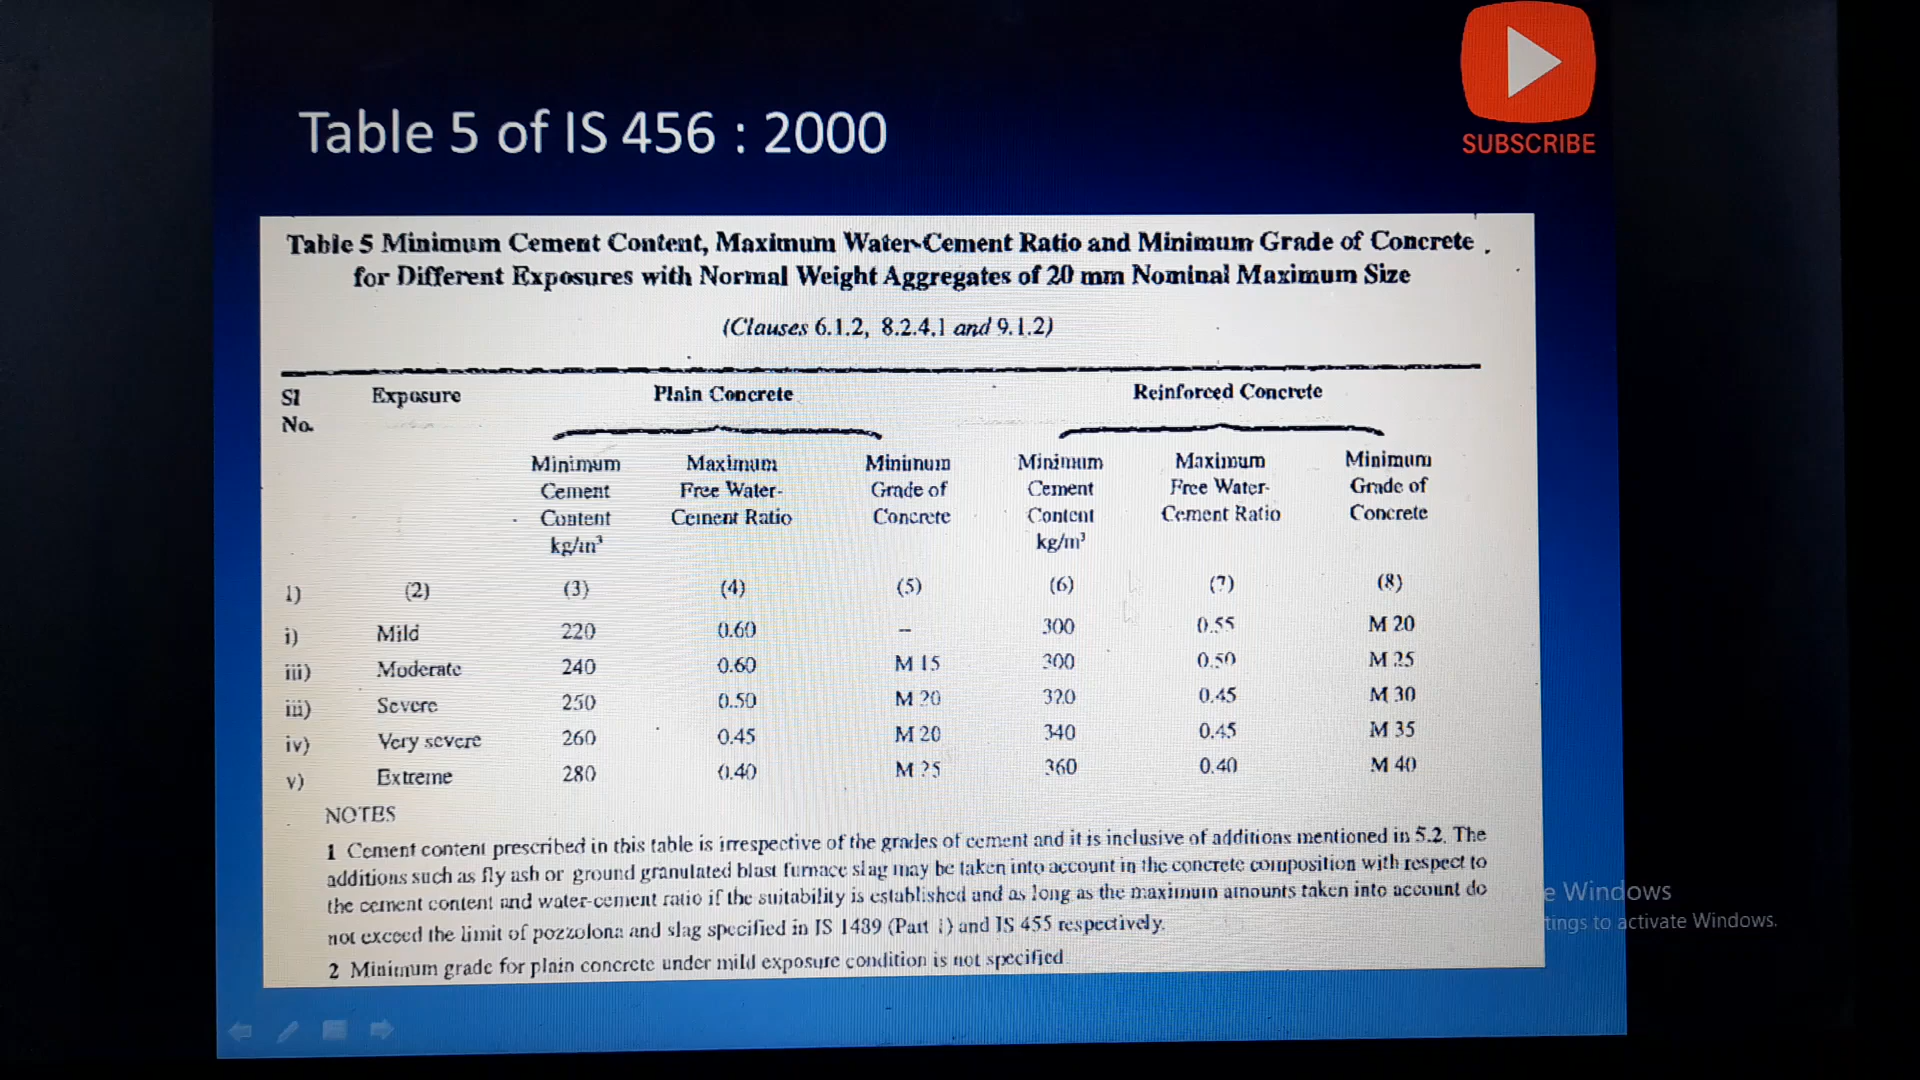 SUBSCRIBE
Table 5 of IS 456 : 2000
Table 5 Minimum Cement Content, Maximum Water-Cement Ratio and Minimum Grade of Concrete
for Different Exposures with Normal Weight Aggregates of 20 mm Nominal Maximum Size
(Clauses 6.1.2, 8.2.4.1 and 9.1.2)
Sl Exposure Plain Concrete Reinforced Concrete
No.
Minimum Maximum Minimum Minimum Maximum Minimum
Cement Free Water- Grade of Cement Free Water- Grade of
Content Cement Ratio Concrete Content Cement Ratio Concrete
kg/m³ kg/m³
1) (2) (3) (4) (5) (6) (7) (8)
i) Mild 220 0.60 – 300 0.55 M 20
iii) Moderate 240 0.60 M 15 300 0.50 M 25
iii) Severe 250 0.50 M 20 320 0.45 M 30
iv) Very severe 260 0.45 M 20 340 0.45 M 35
v) Extreme 280 0.40 M 25 360 0.40 M 40
NOTES
1 Cement content prescribed in this table is irrespective of the grades of cement and it is inclusive of additions mentioned in 5.2. The
additions such as fly ash or ground granulated blast furnace slag may be taken into account in the concrete composition with respect to
the cement content and water-cement ratio if the suitability is established and as long as the maximum amounts taken into account do
not exceed the limit of pozzolona and slag specified in IS 1489 (Part 1) and IS 455 respectively.
2 Minimum grade for plain concrete under mild exposure condition is not specified
e Windows
tings to activate Windows.